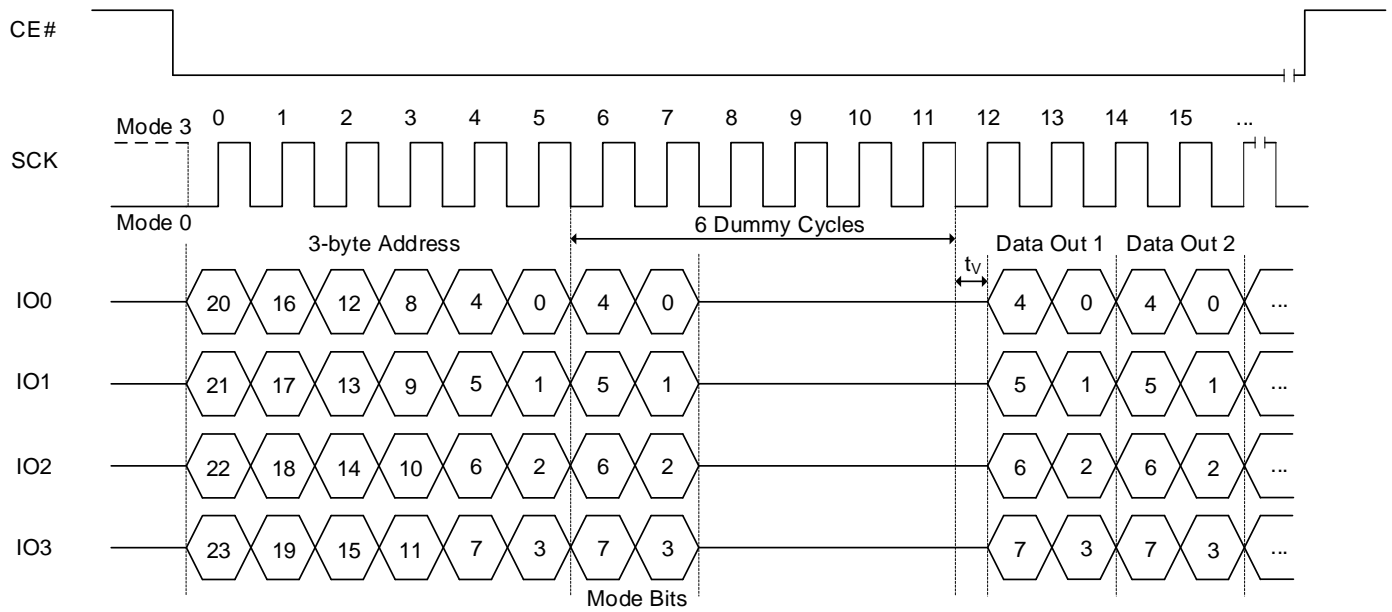 CE#
0 1 2 3 4 5 6 7 8 9 10 11 12 13 14 15 ...
Mode 3
SCK
Mode 0
6 Dummy Cycles
3-byte Address
Data Out 1 Data Out 2
tV
IO0 20 16 12 8 4 0 4 0 4 0 4 0 ...
IO1 21 17 13 9 5 1 5 1 5 1 5 1 ...
IO2 22 18 14 10 6 2 6 2 6 2 6 2 ...
IO3 23 19 15 11 7 3 7 3 7 3 7 3 ...
Mode Bits